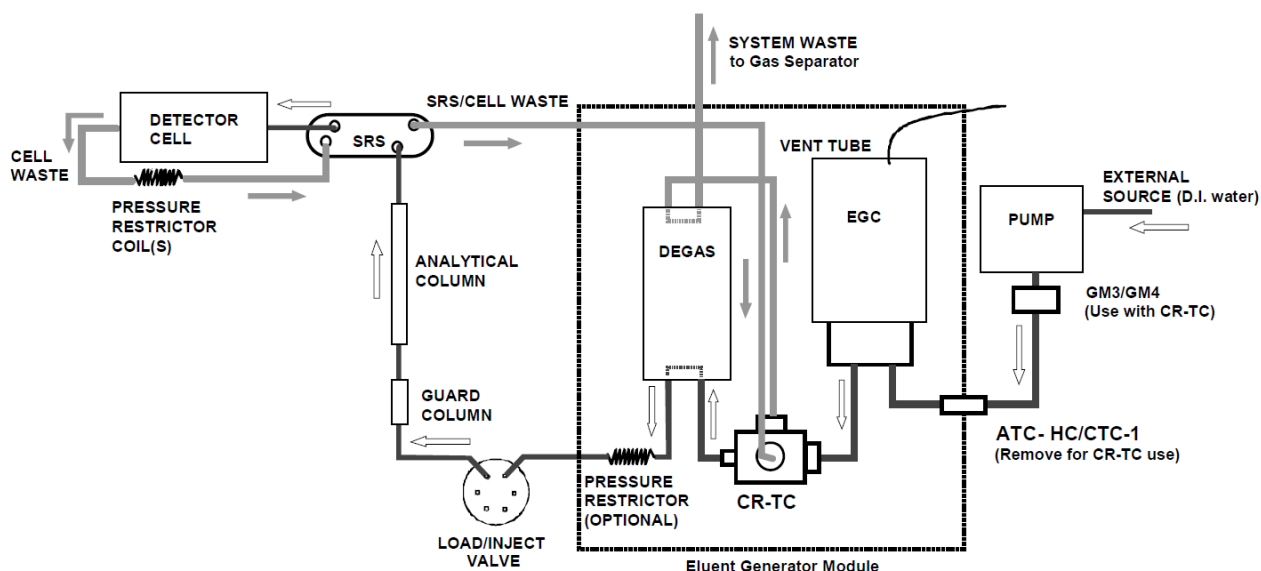 SYSTEM WASTE
to Gas Separator
SRS/CELL WASTE
DETECTOR
CELL
SRS
CELL
WASTE
PRESSURE
RESTRICTOR
COIL(S)
VENT TUBE
EGC
EXTERNAL
SOURCE (D.I. water)
PUMP
DEGAS
ANALYTICAL
COLUMN
GM3/GM4
(Use with CR-TC)
GUARD
COLUMN
ATC- HC/CTC-1
(Remove for CR-TC use)
PRESSURE
RESTRICTOR
(OPTIONAL)
CR-TC
LOAD/INJECT
VALVE
Eluent Generator Module